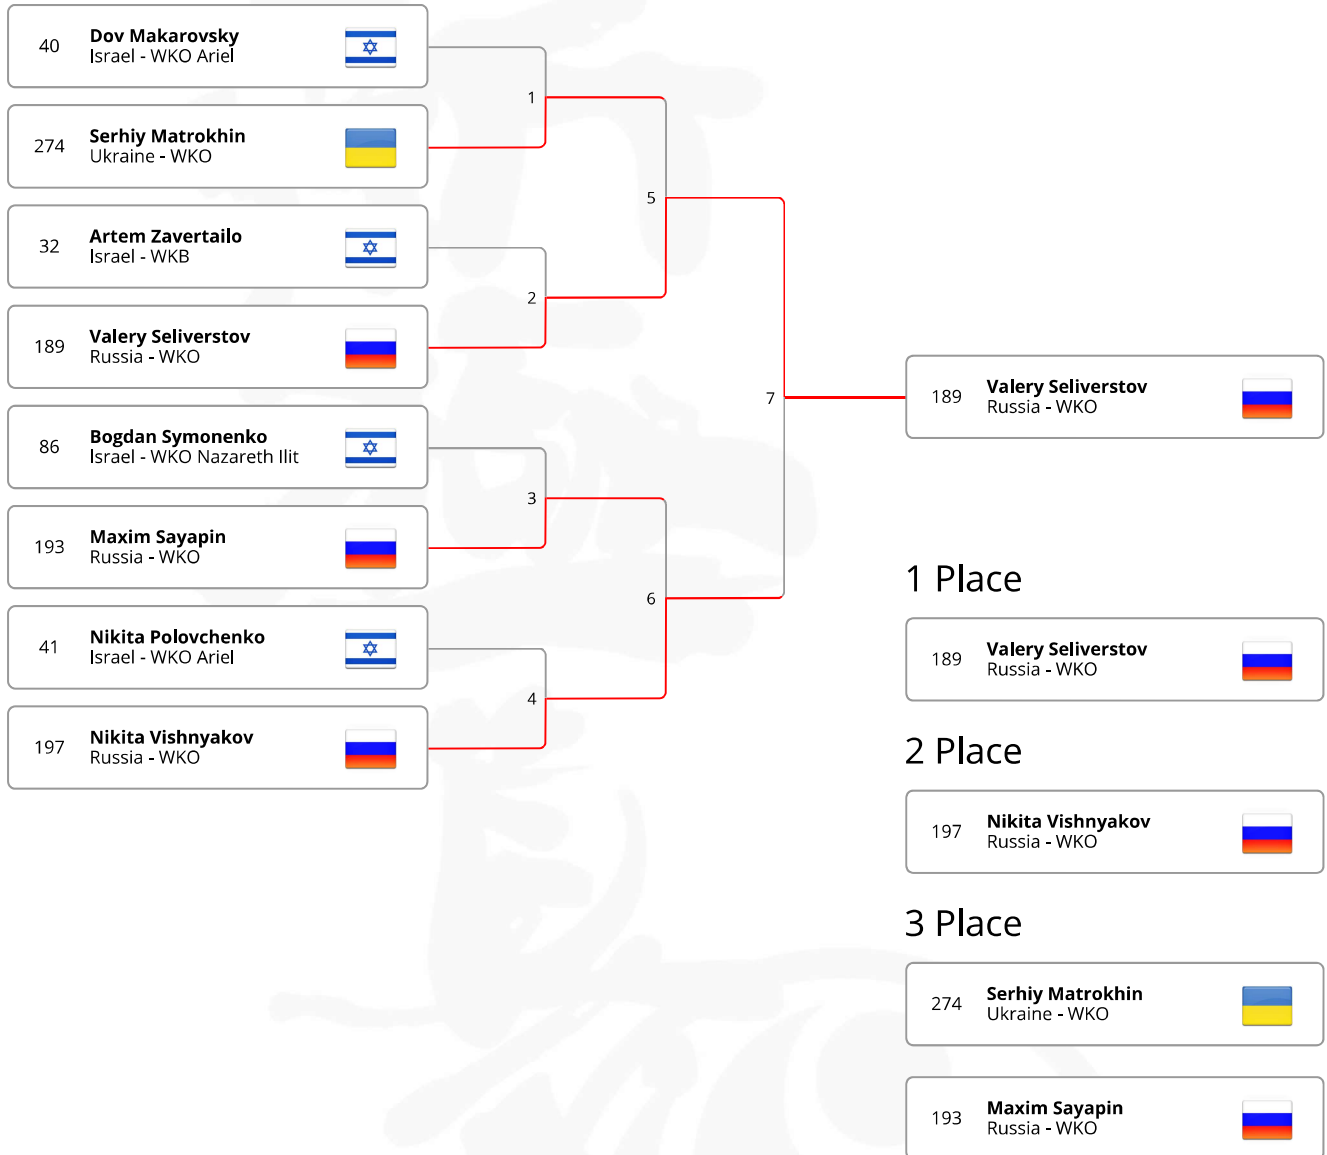 40
Dov Makarovsky
Israel - WKO Ariel
1
274
Serhiy Matrokhin
Ukraine - WKO
5
32
Artem Zavertailo
Israel - WKB
2
189
Valery Seliverstov
Russia - WKO
7
189
Valery Seliverstov
Russia - WKO
86
Bogdan Symonenko
Israel - WKO Nazareth Ilit
3
193
Maxim Sayapin
Russia - WKO
6
41
Nikita Polovchenko
Israel - WKO Ariel
4
197
Nikita Vishnyakov
Russia - WKO
1 Place
189
Valery Seliverstov
Russia - WKO
2 Place
197
Nikita Vishnyakov
Russia - WKO
3 Place
274
Serhiy Matrokhin
Ukraine - WKO
193
Maxim Sayapin
Russia - WKO